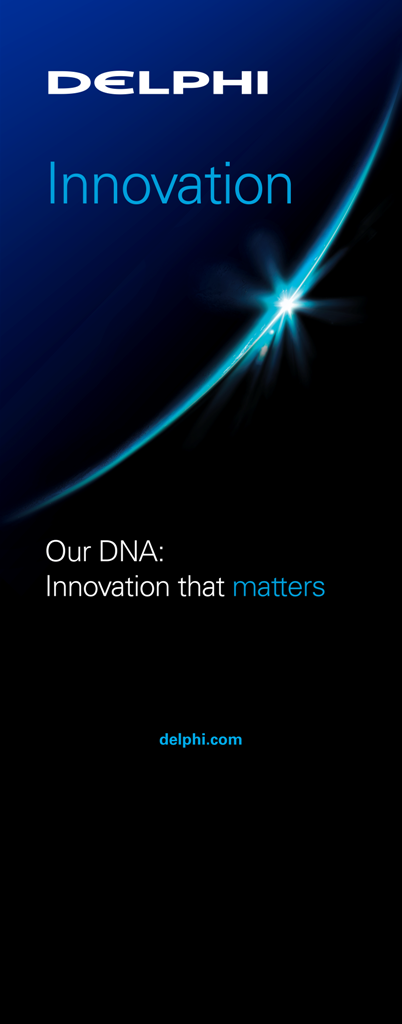 DELPHI
Innovation
Our DNA:
Innovation that matters
delphi.com